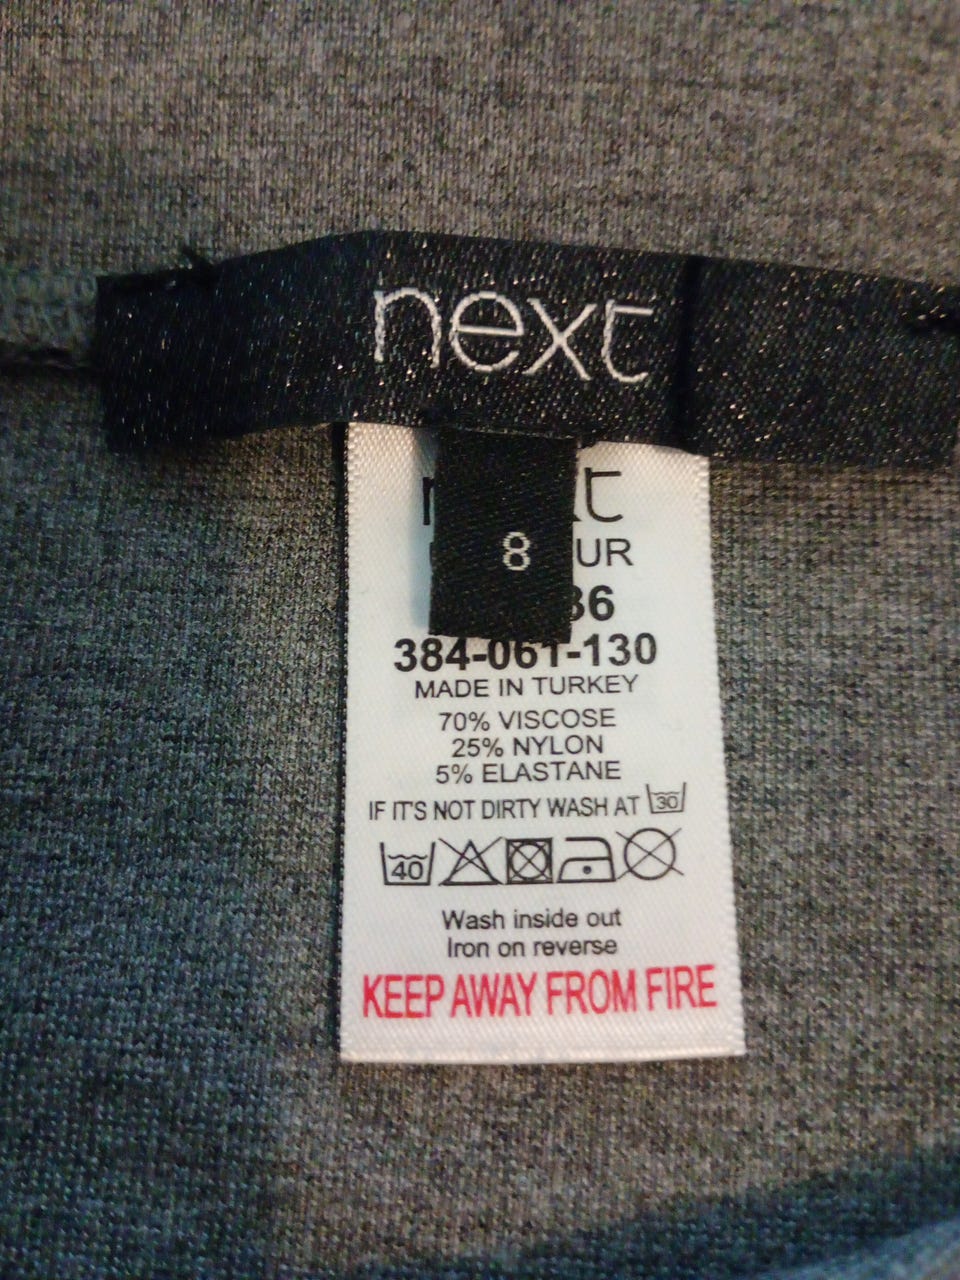 next
8
384-061-130
MADE IN TURKEY
70% VISCOSE
25% NYLON
5% ELASTANE
IF IT'S NOT DIRTY WASH AT 30
40
Wash inside out
Iron on reverse
KEEP AWAY FROM FIRE